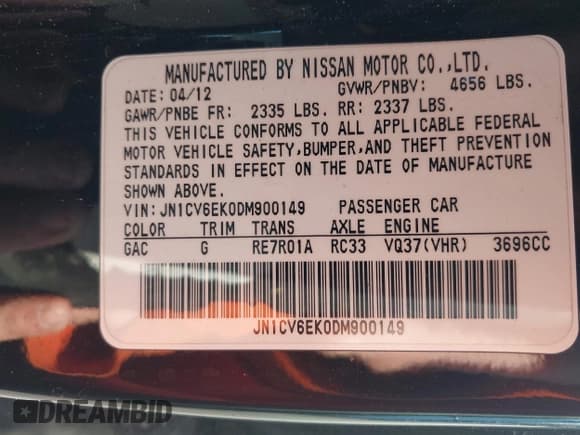 MANUFACTURED BY NISSAN MOTOR CO.,LTD.
DATE: 04/12 GVWR/PNBV: 4656 LBS.
GAWR/PNBE FR: 2335 LBS. RR: 2337 LBS.
THIS VEHICLE CONFORMS TO ALL APPLICABLE FEDERAL
MOTOR VEHICLE SAFETY,BUMPER,AND THEFT PREVENTION
STANDARDS IN EFFECT ON THE DATE OF MANUFACTURE
SHOWN ABOVE.
VIN:JN1CV6EK0DM900149 PASSENGER CAR
COLOR TRIM TRANS AXLE ENGINE
GAC G RE7R01A RC33 VQ37(VHR) 3696CC
JN1CV6EK0DM900149
DREAMBID